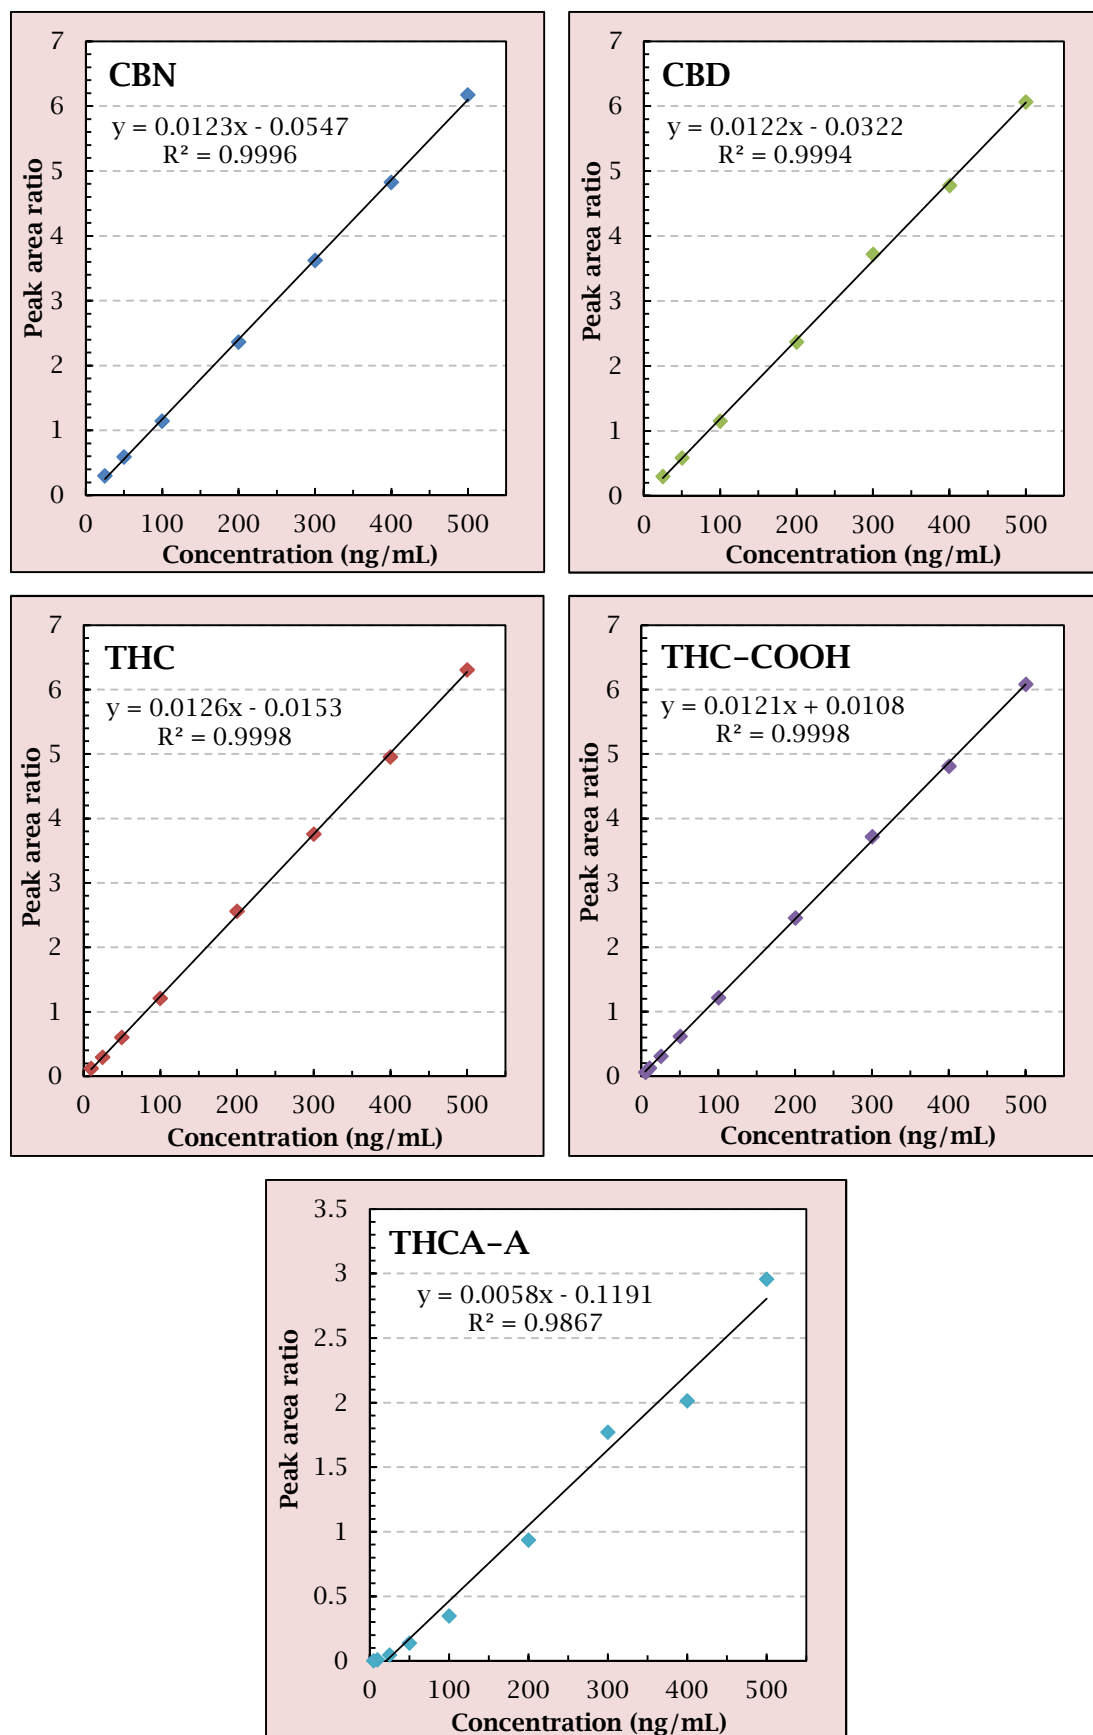 CBN
y = 0.0123x - 0.0547
R² = 0.9996
Peak area ratio
7
6
5
4
3
2
1
0
0 100 200 300 400 500
Concentration (ng/mL)
CBD
y = 0.0122x - 0.0322
R² = 0.9994
Peak area ratio
7
6
5
4
3
2
1
0
0 100 200 300 400 500
Concentration (ng/mL)
THC
y = 0.0126x - 0.0153
R² = 0.9998
Peak area ratio
7
6
5
4
3
2
1
0
0 100 200 300 400 500
Concentration (ng/mL)
THC-COOH
y = 0.0121x + 0.0108
R² = 0.9998
Peak area ratio
7
6
5
4
3
2
1
0
0 100 200 300 400 500
Concentration (ng/mL)
THCA-A
y = 0.0058x - 0.1191
R² = 0.9867
Peak area ratio
3.5
3
2.5
2
1.5
1
0.5
0
0 100 200 300 400 500
Concentration (ng/mL)